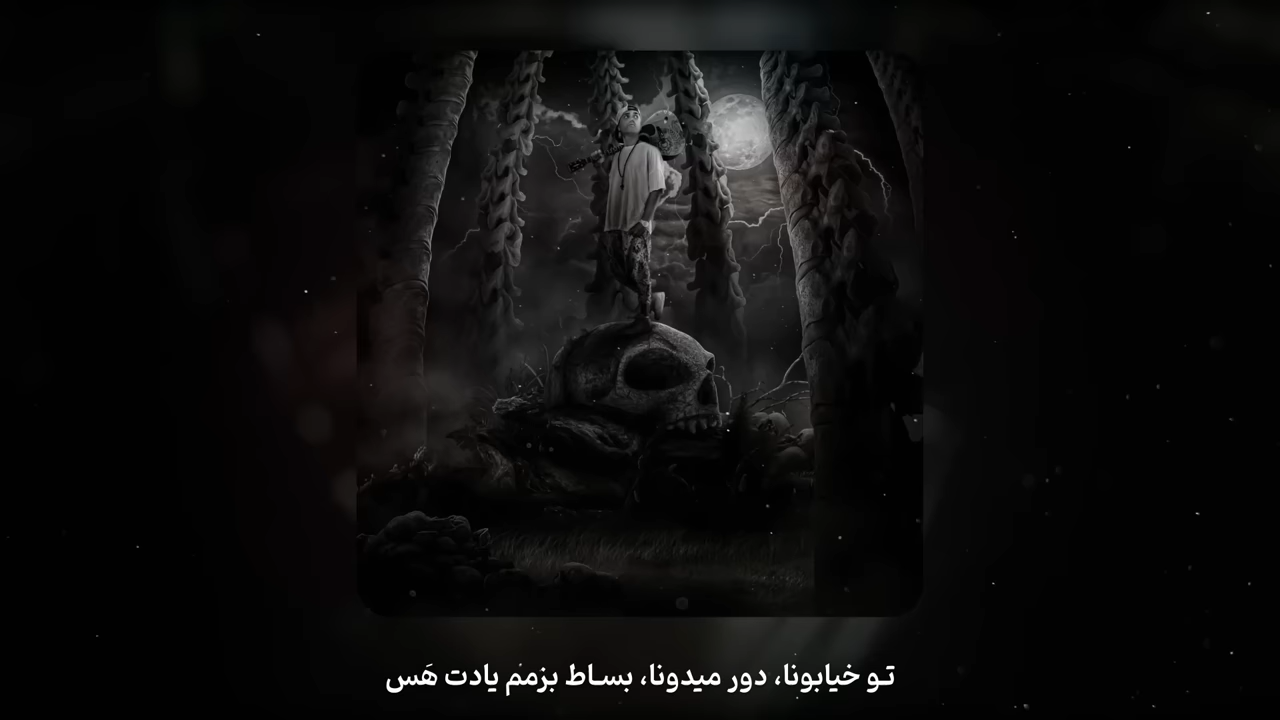 تو خیابونا، دور میدونا، بساط بزمم یادت هَس